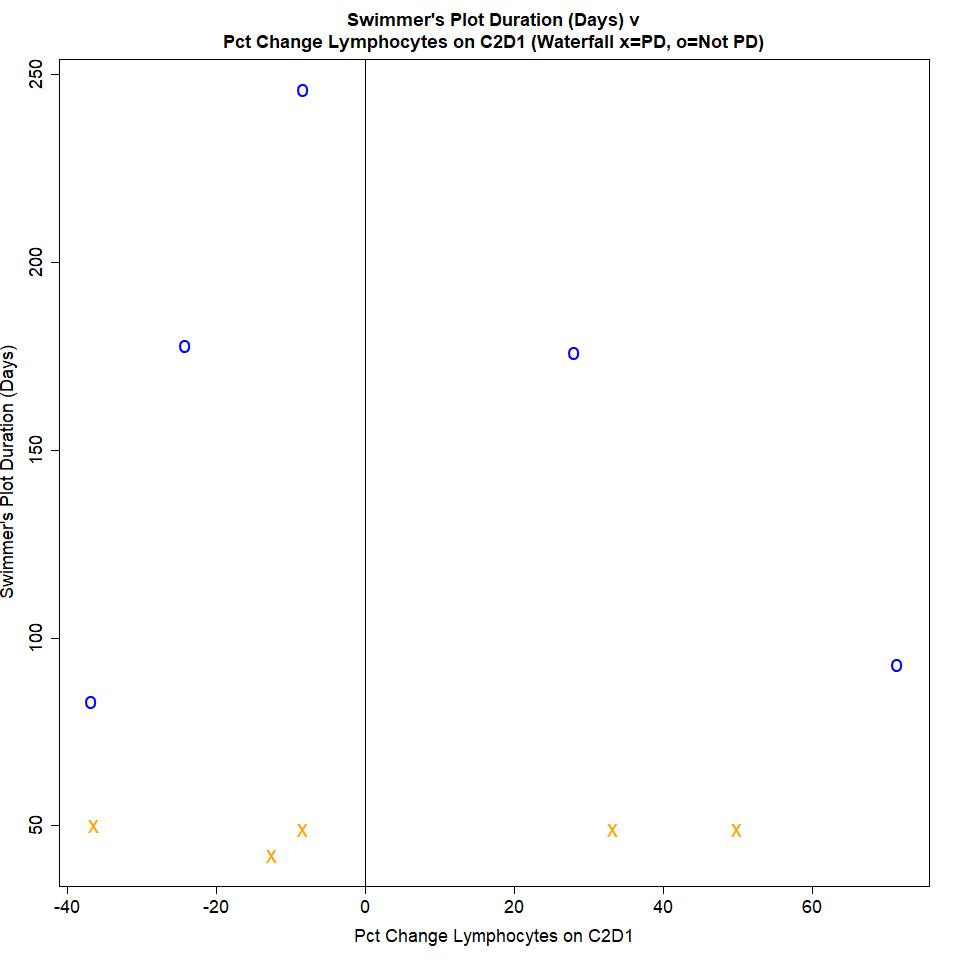 Swimmer's Plot Duration (Days) v
Pct Change Lymphocytes on C2D1 (Waterfall x=PD, o=Not PD)
Swimmer's Plot Duration (Days)
250
200
150
100
50
O
O
O
O
O
X
X
X
X
X
-40
-20
0
20
40
60
Pct Change Lymphocytes on C2D1